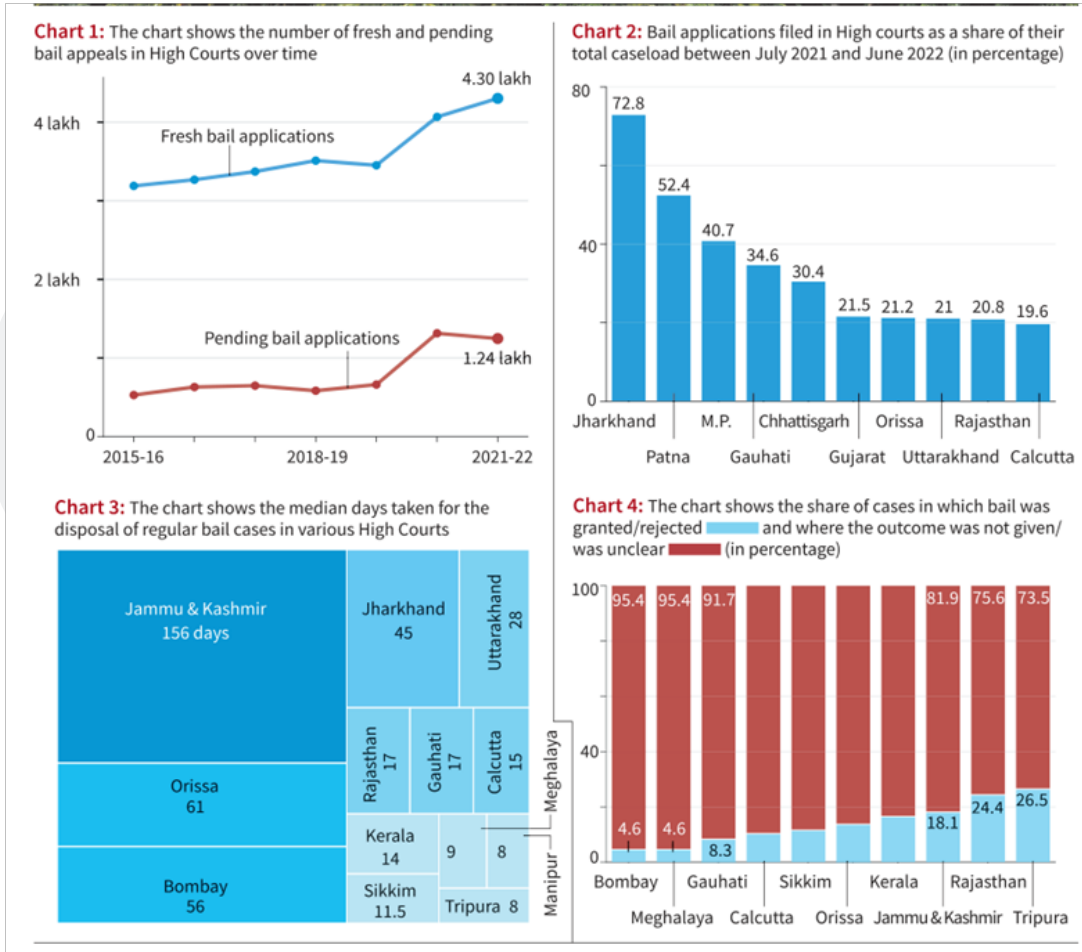 Chart 1: The chart shows the number of fresh and pending
bail appeals in High Courts over time
4.30 lakh
4 lakh
Fresh bail applications
2 lakh
Pending bail applications
1.24 lakh
0
2015-16 2018-19 2021-22
Chart 2: Bail applications filed in High courts as a share of their
total caseload between July 2021 and June 2022 (in percentage)
80
72.8
52.4
40.7
40
34.6
30.4
21.5 21.2 21 20.8 19.6
0
Jharkhand M.P. Chhattisgarh Orissa Rajasthan
Patna Gauhati Gujarat Uttarakhand Calcutta
Chart 3: The chart shows the median days taken for the
disposal of regular bail cases in various High Courts
Jammu & Kashmir
156 days
Orissa
61
Bombay
56
Jharkhand
45
Uttarakhand
28
Rajasthan
17
Gauhati
17
Calcutta
15
Kerala
14
Sikkim
11.5
9
8
Tripura 8
Meghalaya
Manipur
Chart 4: The chart shows the share of cases in which bail was
granted/rejected and where the outcome was not given/
was unclear (in percentage)
100
95.4 95.4 91.7 81.9 75.6 73.5
40
4.6 4.6 8.3 18.1 24.4 26.5
0
Bombay Gauhati Sikkim Kerala Rajasthan
Meghalaya Calcutta Orissa Jammu & Kashmir Tripura